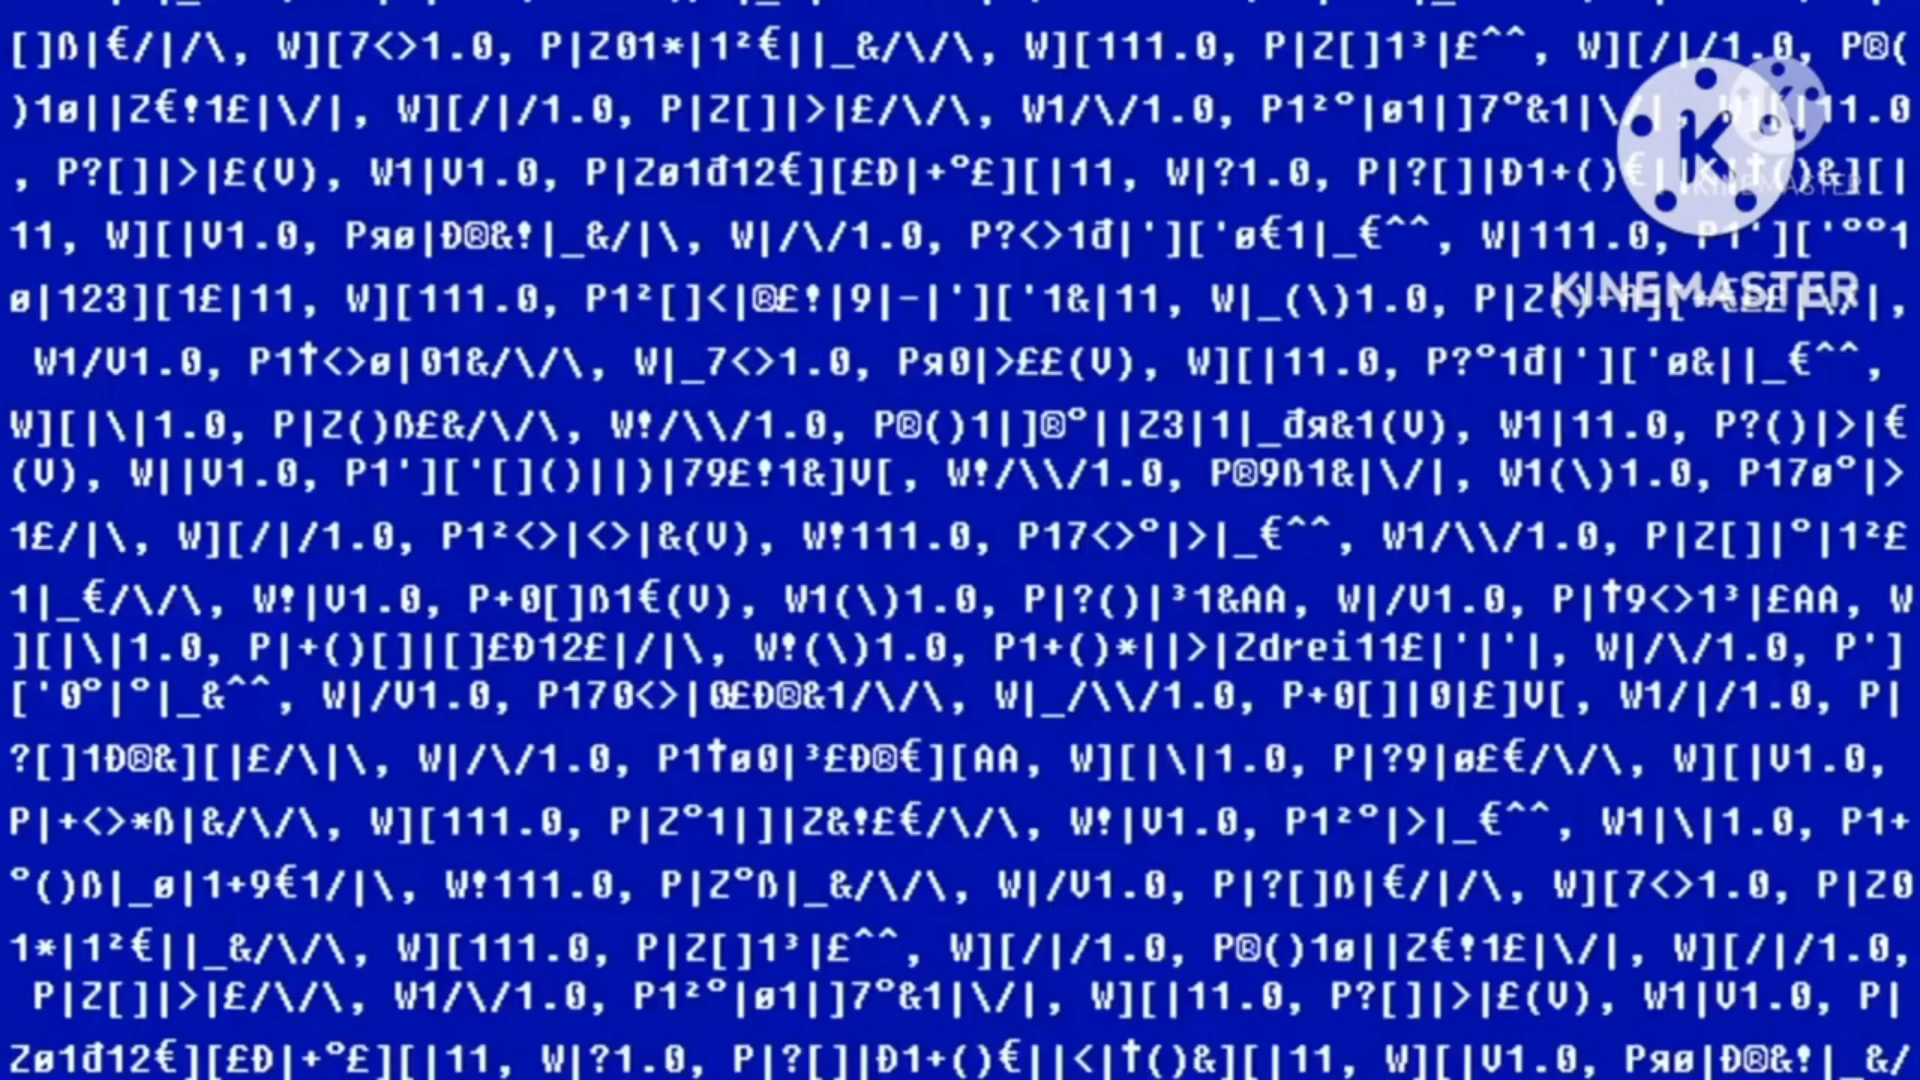 []ß|€/|/\, W][7<>1.0, P|Z01*|1²€||_&/\/\, W][111.0, P|Z[]1³|£^^, W][/|/1.0, P®(
)1ø||Z€!1£|\/|, W][/|/1.0, P|Z[]|>|£/\/\, W1/\/1.0, P1²°|ø1|]7°&1|\/|, W][|11.0
, P?[]|>|£(V), W1|V1.0, P|Zø1đ12€][£Đ|+°£][|11, W|?1.0, P|?[]|Đ1+()€||<|†()&][|
11, W][|V1.0, Pяø|Đ®&!|_&/|\, W|/\/1.0, P?<>1đ|']['ø€1|_€^^, W|111.0, P|']['°°1
ø|123][1£|11, W][111.0, P1²[]<|®£!|9|-|']['1&|11, W|_(\)1.0, P|Z()
W1/V1.0, P1†<>ø|01&/\/\, W|_7<>1.0, Pя0|>££(V), W][|11.0, P?°1đ|']['ø&||_€^^,
W][|\|1.0, P|Z()ß£&/\/\, W!/\\/1.0, P®()1|]®°||Z3|1|_đя&1(V), W1|11.0, P?()|>|€
(V), W||V1.0, P1']['[]()||)|79£!1&]V[, W!/\\/1.0, P®9ß1&|\/|, W1(\)1.0, P17ø°|>
1£/|\, W][/|/1.0, P1²<>|<>|&(V), W!111.0, P17<>°|>|_€^^, W1/\\/1.0, P|Z[]|°|1²£
1|_€/\/\, W!|V1.0, P+0[]ß1€(V), W1(\)1.0, P|?()|³1&AA, W|/V1.0, P|†9<>1³|£AA, W
][|\|1.0, P|+()[]|[]£Đ12£|/|\, W!(\)1.0, P1+()*||>|Zdrei11£|'|'|, W|/\/1.0, P']
['0°|°|_&^^, W|/V1.0, P170<>|0£Đ®&1/\/\, W|_/\\/1.0, P+0[]|0|£]V[, W1/|/1.0, P|
?[]1Đ®&][|£/\|\, W|/\/1.0, P1†ø0|³£Đ®€][AA, W][|\|1.0, P|?9|ø£€/\/\, W][|V1.0,
P|+<>*ß|&/\/\, W][111.0, P|Z°1|]|Z&!£€/\/\, W!|V1.0, P1²°|>|_€^^, W1|\|1.0, P1+
°()ß|_ø|1+9€1/|\, W!111.0, P|Z°ß|_&/\/\, W|/V1.0, P|?[]ß|€/|/\, W][7<>1.0, P|Z0
1*|1²€||_&/\/\, W][111.0, P|Z[]1³|£^^, W][/|/1.0, P®()1ø||Z€!1£|\/|, W][/|/1.0,
P|Z[]|>|£/\/\, W1/\/1.0, P1²°|ø1|]7°&1|\/|, W][|11.0, P?[]|>|£(V), W1|V1.0, P|
Zø1đ12€][£Đ|+°£][|11, W|?1.0, P|?[]|Đ1+()€||<|†()&][|11, W][|V1.0, Pяø|Đ®&!|_&/
K
KINEMASTER
KINEMASTER